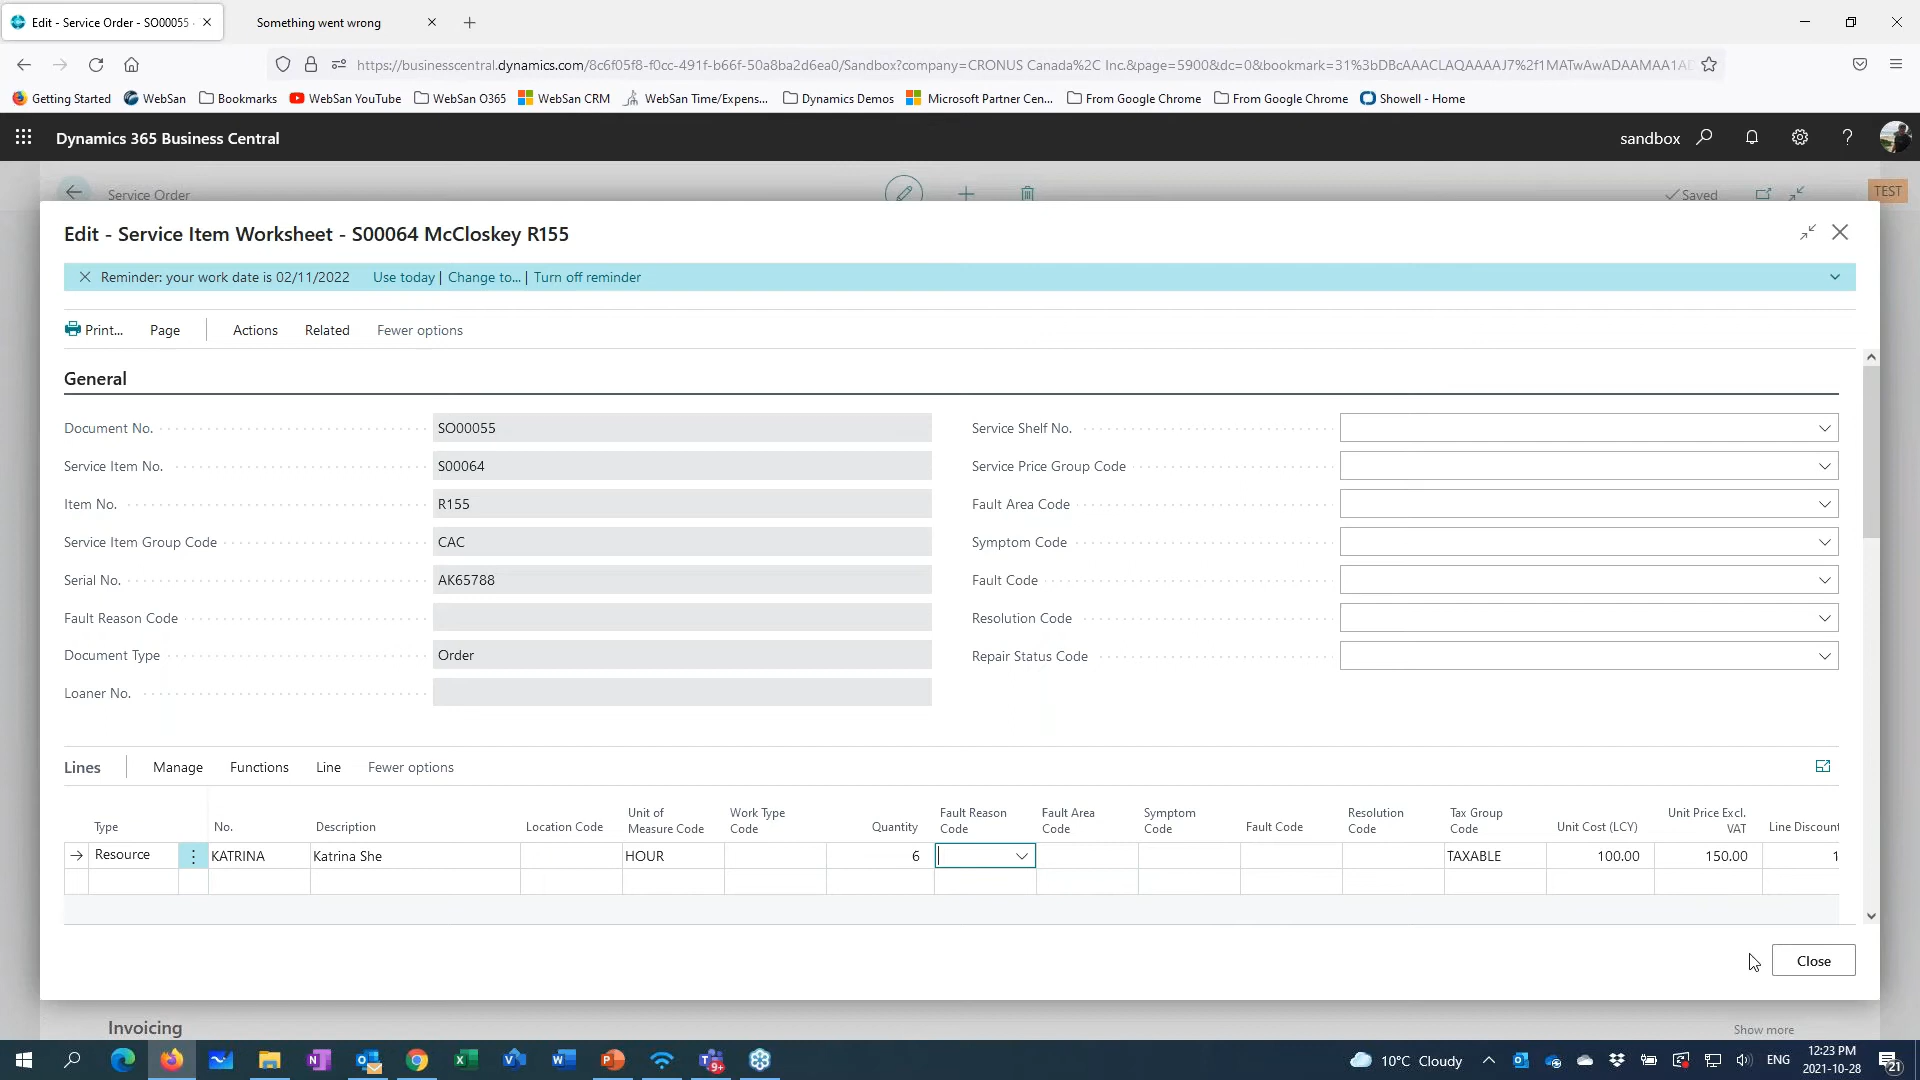 Edit - Service Order - SO00055
Something went wrong
https://businesscentral.dynamics.com/8c6f05f8-f0cc-491f-b66f-50a8ba2d6ea0/Sandbox?company=CRONUS Canada%2C Inc.&page=5900&dc=0&bookmark=31%3bDBcAAACLAQAAAAJ7%2f1MATwAwADAAMAA1AD
Getting Started WebSan Bookmarks WebSan YouTube WebSan O365 WebSan CRM WebSan Time/Expens... Dynamics Demos Microsoft Partner Cen... From Google Chrome From Google Chrome Showell - Home
Dynamics 365 Business Central sandbox
Service Order Saved TEST
Edit - Service Item Worksheet - S00064 McCloskey R155
Reminder: your work date is 02/11/2022 Use today | Change to... | Turn off reminder
Print... Page Actions Related Fewer options
General
Document No. SO00055 Service Shelf No.
Service Item No. S00064 Service Price Group Code
Item No. R155 Fault Area Code
Service Item Group Code CAC Symptom Code
Serial No. AK65788 Fault Code
Fault Reason Code Resolution Code
Document Type Order Repair Status Code
Loaner No.
Lines Manage Functions Line Fewer options
Type No. Description Location Code Unit of Measure Code Work Type Code Quantity Fault Reason Code Fault Area Code Symptom Code Fault Code Resolution Code Tax Group Code Unit Cost (LCY) Unit Price Excl. VAT Line Discount
Resource KATRINA Katrina She HOUR 6 TAXABLE 100.00 150.00 1
Close
Invoicing Show more
9+ 10°C Cloudy ENG 12:23 PM
2021-10-28 21